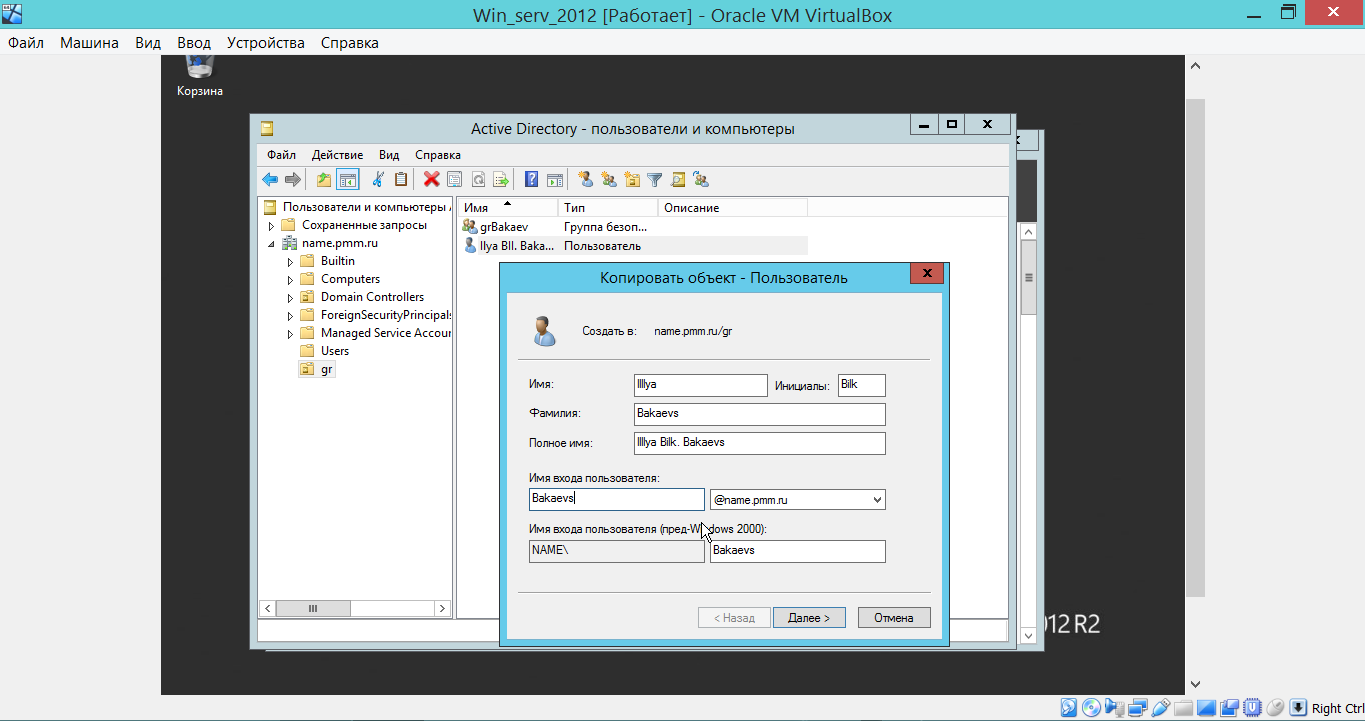 Win_serv_2012 [Работает] - Oracle VM VirtualBox
Файл Машина Вид Ввод Устройства Справка
Корзина
Active Directory - пользователи и компьютеры
Файл Действие Вид Справка
Пользователи и компьютеры
Сохраненные запросы
name.pmm.ru
Builtin
Computers
Domain Controllers
ForeignSecurityPrincipals
Managed Service Accour
Users
gr
Имя Тип Описание
grBakaev Группа безоп...
Ilya BIl. Baka... Пользователь
Копировать объект - Пользователь
Создать в: name.pmm.ru/gr
Имя: Illlya Инициалы: Bilk
Фамилия: Bakaevs
Полное имя: Illlya Bilk. Bakaevs
Имя входа пользователя:
Bakaevs @name.pmm.ru
Имя входа пользователя (пред-Windows 2000):
NAME\ Bakaevs
< Назад Далее > Отмена
012 R2
Right Ctrl